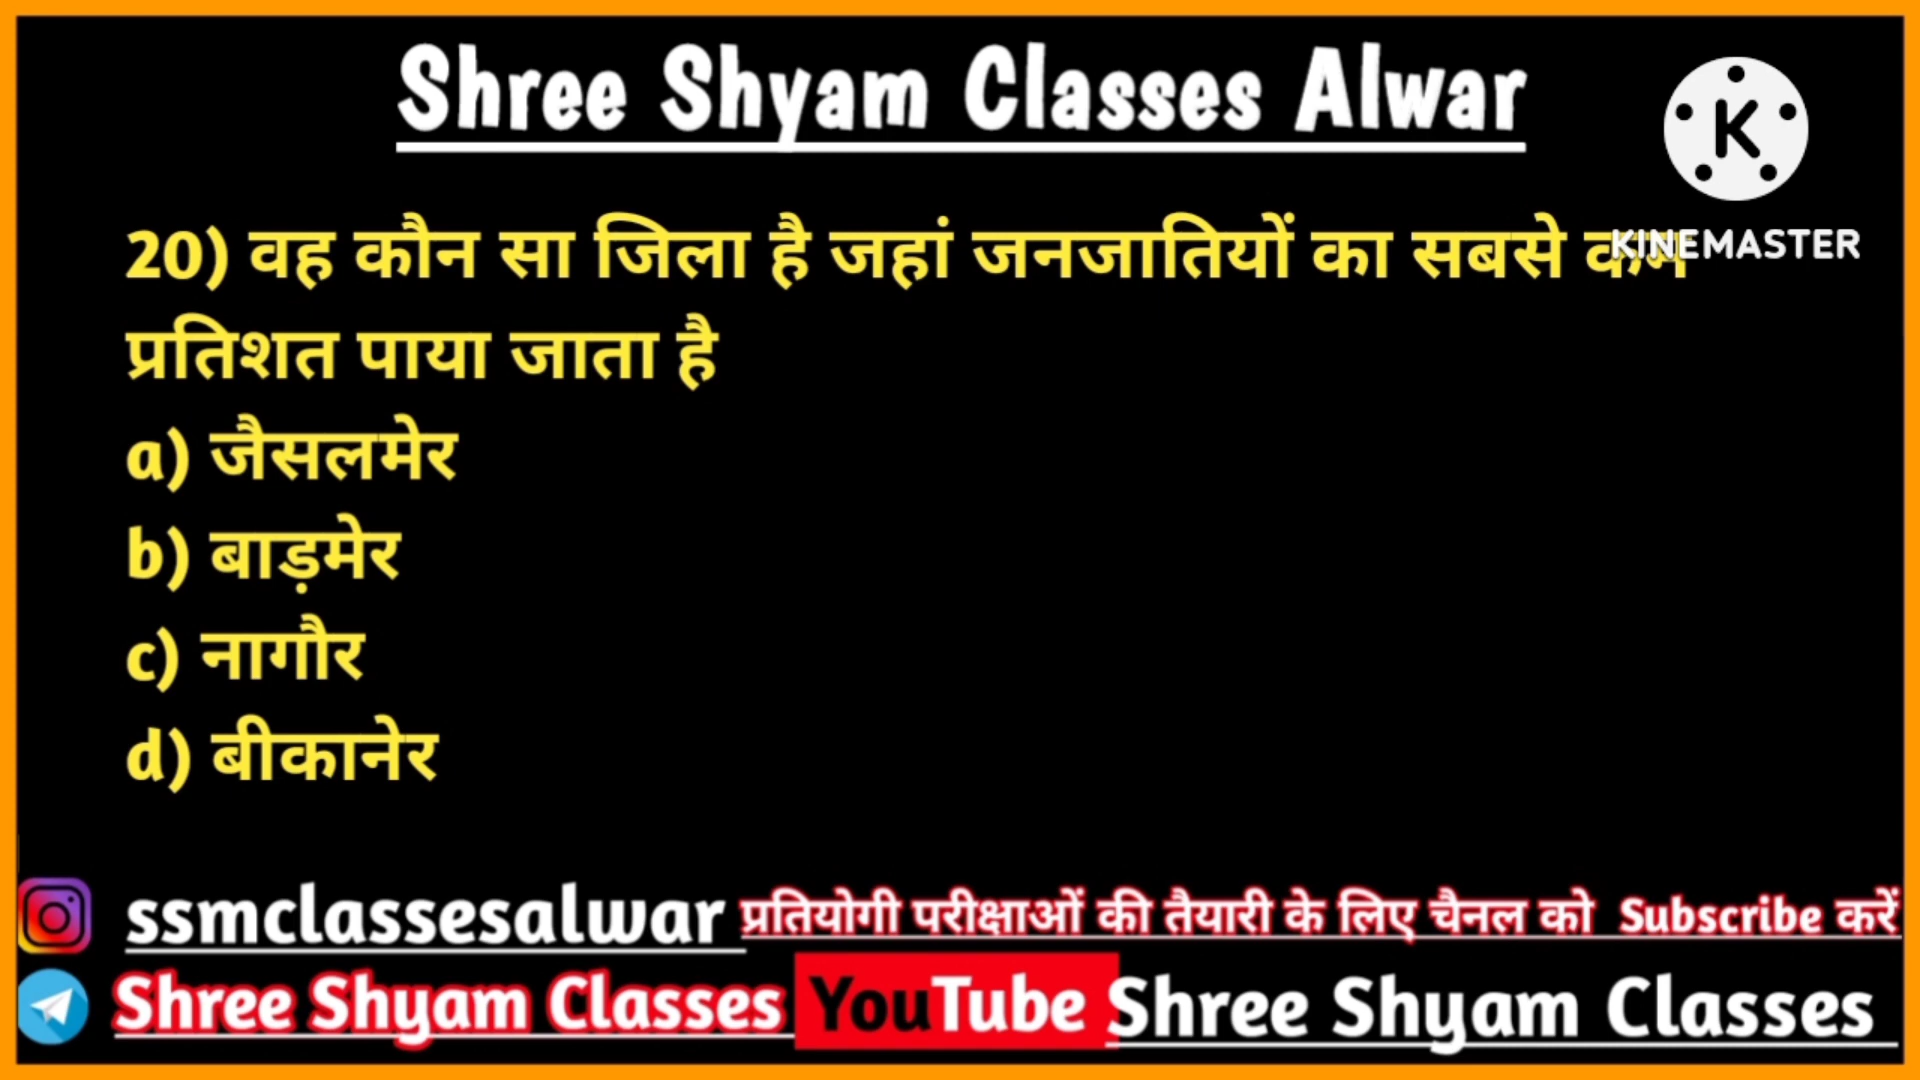 Shree Shyam Classes Alwar
K
KINEMASTER
20) वह कौन सा जिला है जहां जनजातियों का सबसे कम
प्रतिशत पाया जाता है
a) जैसलमेर
b) बाड़मेर
c) नागौर
d) बीकानेर
ssmclassesalwar प्रतियोगी परीक्षाओं की तैयारी के लिए चैनल को Subscribe करें
Shree Shyam Classes YouTube Shree Shyam Classes